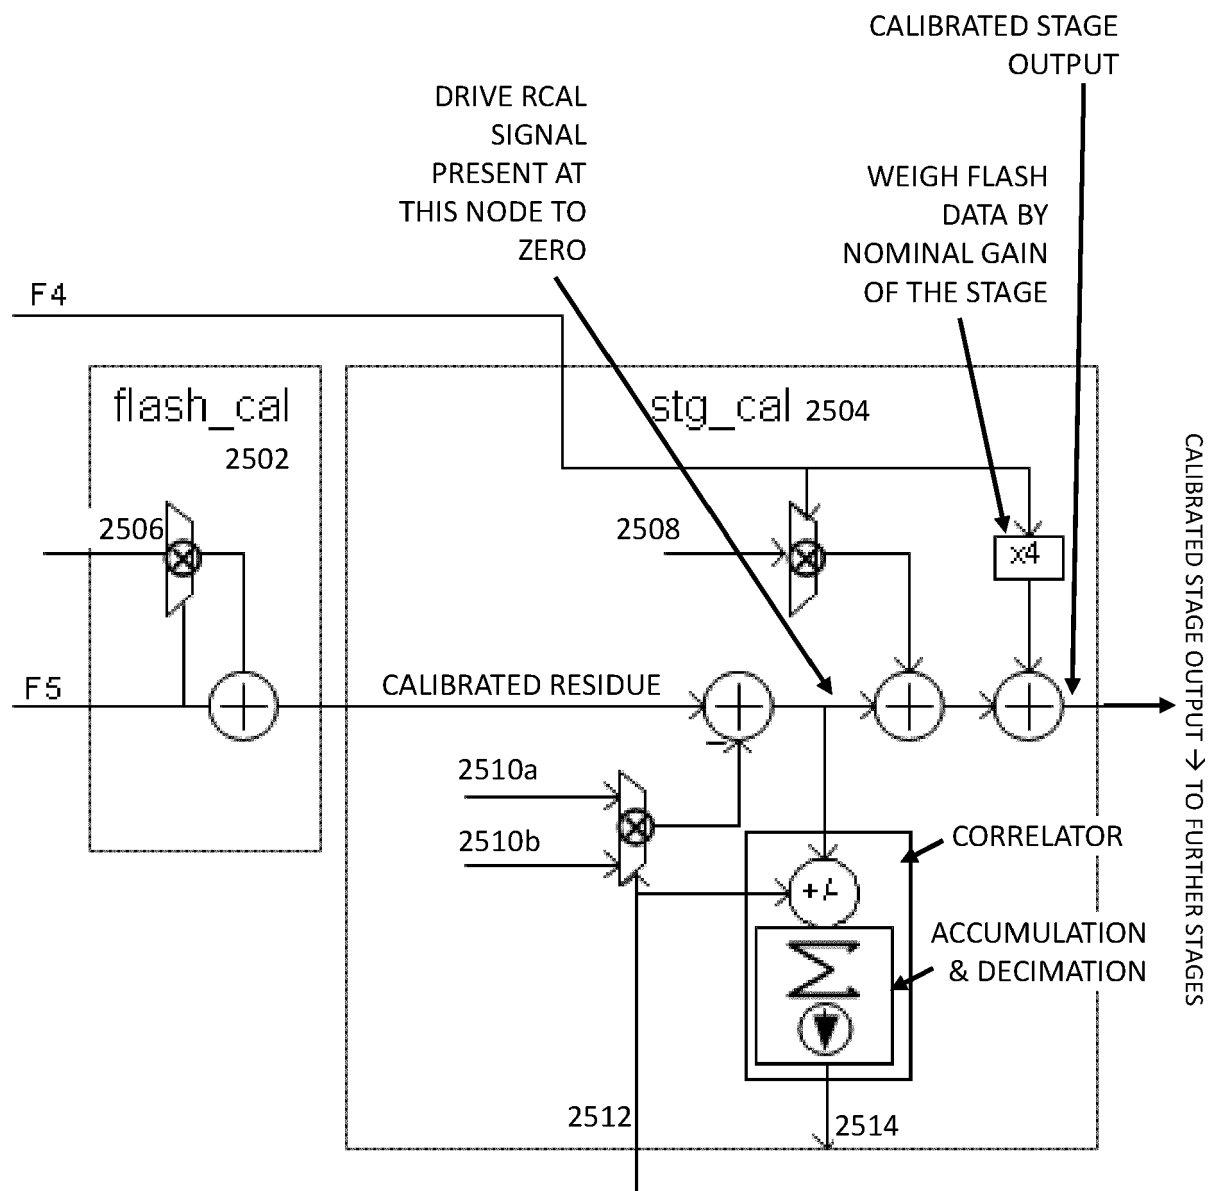 CALIBRATED STAGE
OUTPUT
DRIVE RCAL
SIGNAL
PRESENT AT
THIS NODE TO
ZERO
WEIGH FLASH
DATA BY
NOMINAL GAIN
OF THE STAGE
F4
flash_cal
2502
stg_cal 2504
2506
2508
x4
F5
CALIBRATED RESIDUE
+
+
+
+
−
2510a
2510b
CORRELATOR
+/-
ACCUMULATION
& DECIMATION
Σ
2512
2514
CALIBRATED STAGE OUTPUT → TO FURTHER STAGES